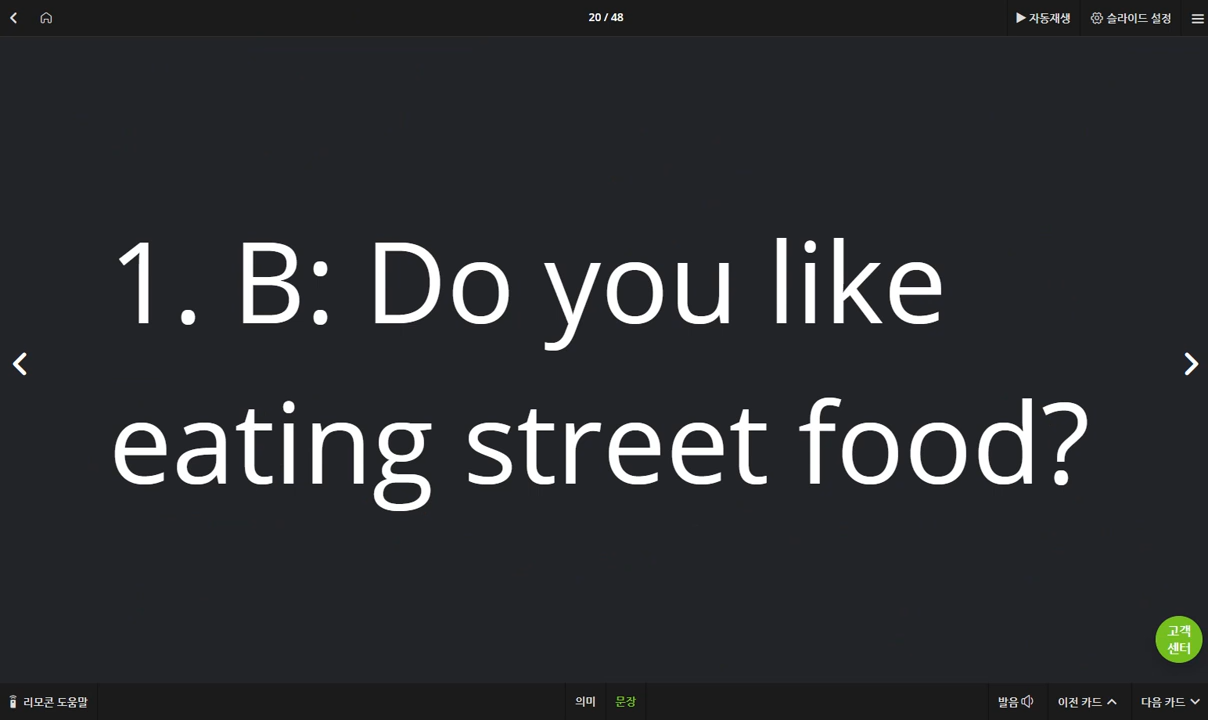 20 / 48
▶ 자동재생
슬라이드 설정
1. B: Do you like
eating street food?
고객
센터
리모콘 도움말
의미
문장
발음
이전 카드
다음 카드